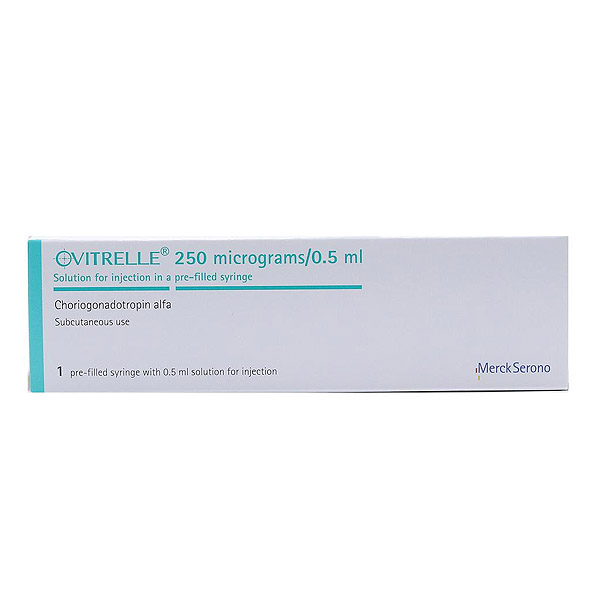 OVITRELLE® 250 micrograms/0.5 ml
Solution for injection in a pre-filled syringe
Choriogonadotropin alfa
Subcutaneous use
1 pre-filled syringe with 0.5 ml solution for injection
MerckSerono